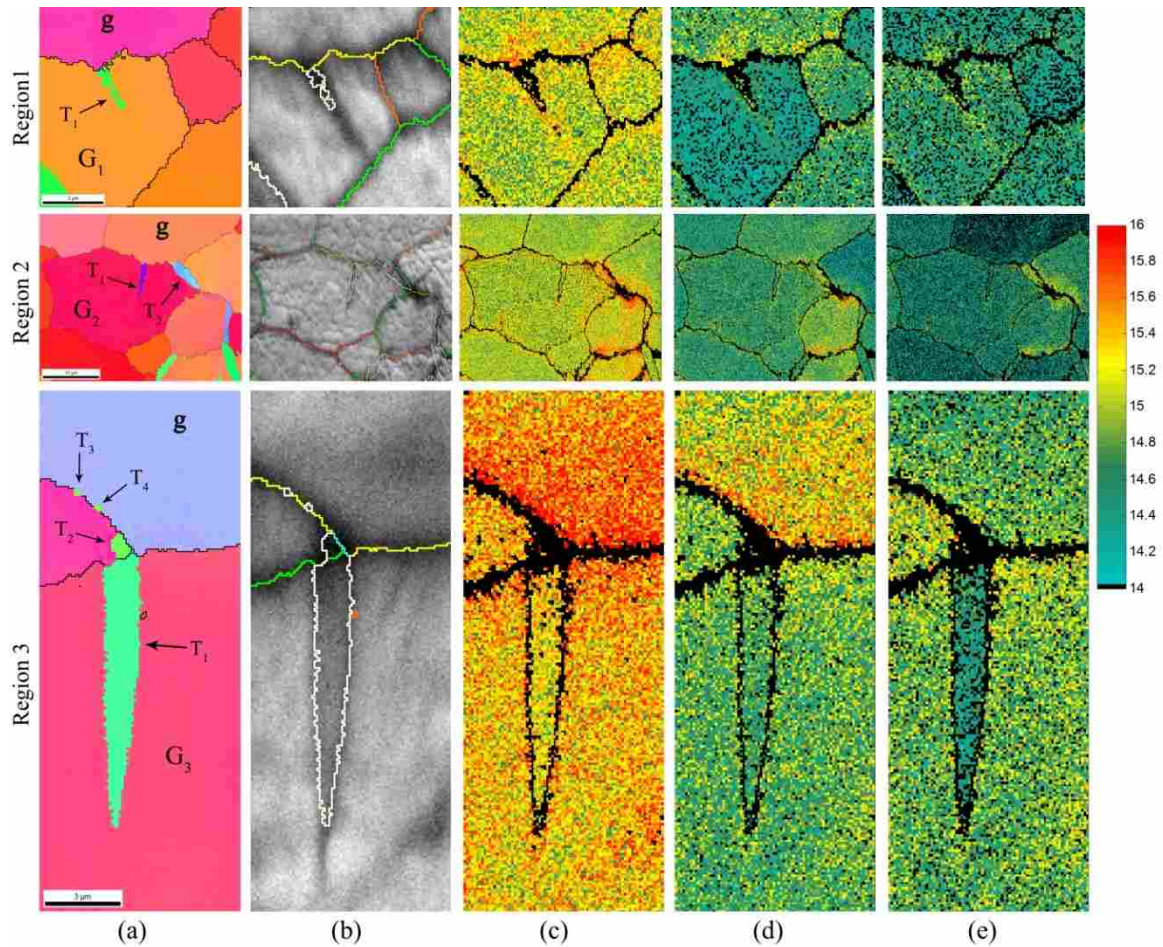 Region1
g
T1
G1
Region 2
g
T1
G2
16
15.8
15.6
15.4
15.2
15
14.8
14.6
14.4
14.2
14
Region 3
g
T3
T4
T2
T1
G3
3 µm
(a) (b) (c) (d) (e)